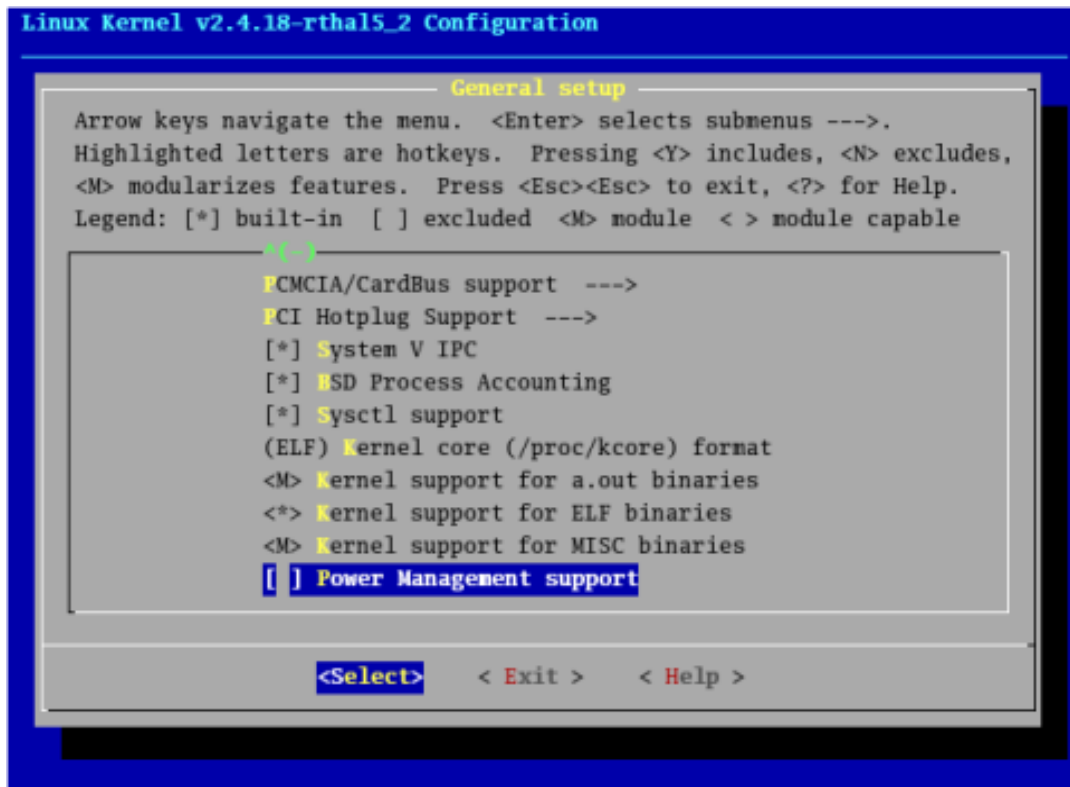 Linux Kernel v2.4.18-rthal5_2 Configuration
General setup
Arrow keys navigate the menu.  <Enter> selects submenus --->.
Highlighted letters are hotkeys.  Pressing <Y> includes, <N> excludes,
<M> modularizes features.  Press <Esc><Esc> to exit, <?> for Help.
Legend: [*] built-in  [ ] excluded  <M> module  < > module capable
^(-)
PCMCIA/CardBus support  --->
PCI Hotplug Support  --->
[*] System V IPC
[*] BSD Process Accounting
[*] Sysctl support
(ELF) Kernel core (/proc/kcore) format
<M> Kernel support for a.out binaries
<*> Kernel support for ELF binaries
<M> Kernel support for MISC binaries
[ ] Power Management support
<Select>    < Exit >    < Help >